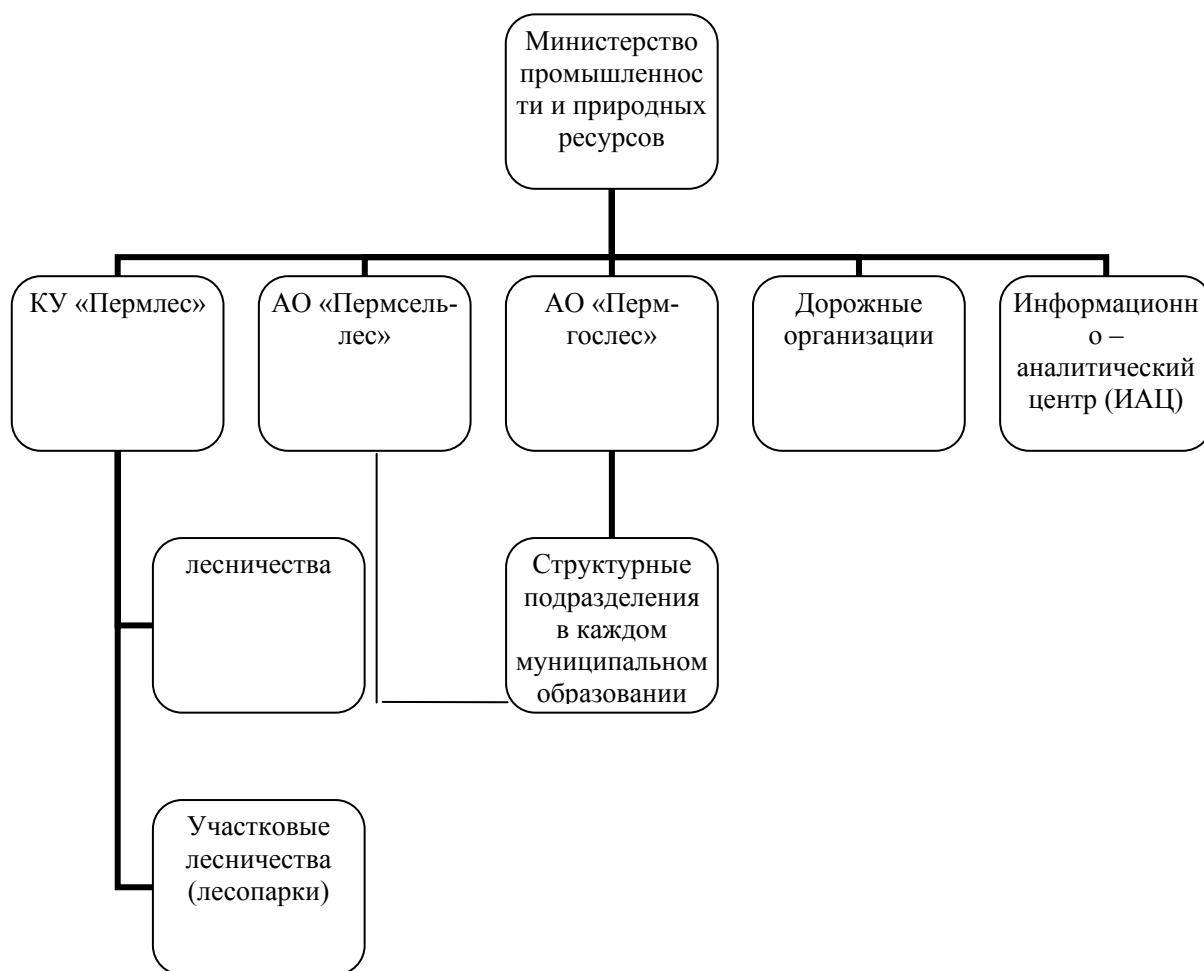 Министерство
промышленнос
ти и природных
ресурсов
КУ «Пермлес»
АО «Пермсель-
лес»
АО «Перм-
гослес»
Дорожные
организации
Информационн
о –
аналитический
центр (ИАЦ)
лесничества
Структурные
подразделения
в каждом
муниципальном
образовании
Участковые
лесничества
(лесопарки)